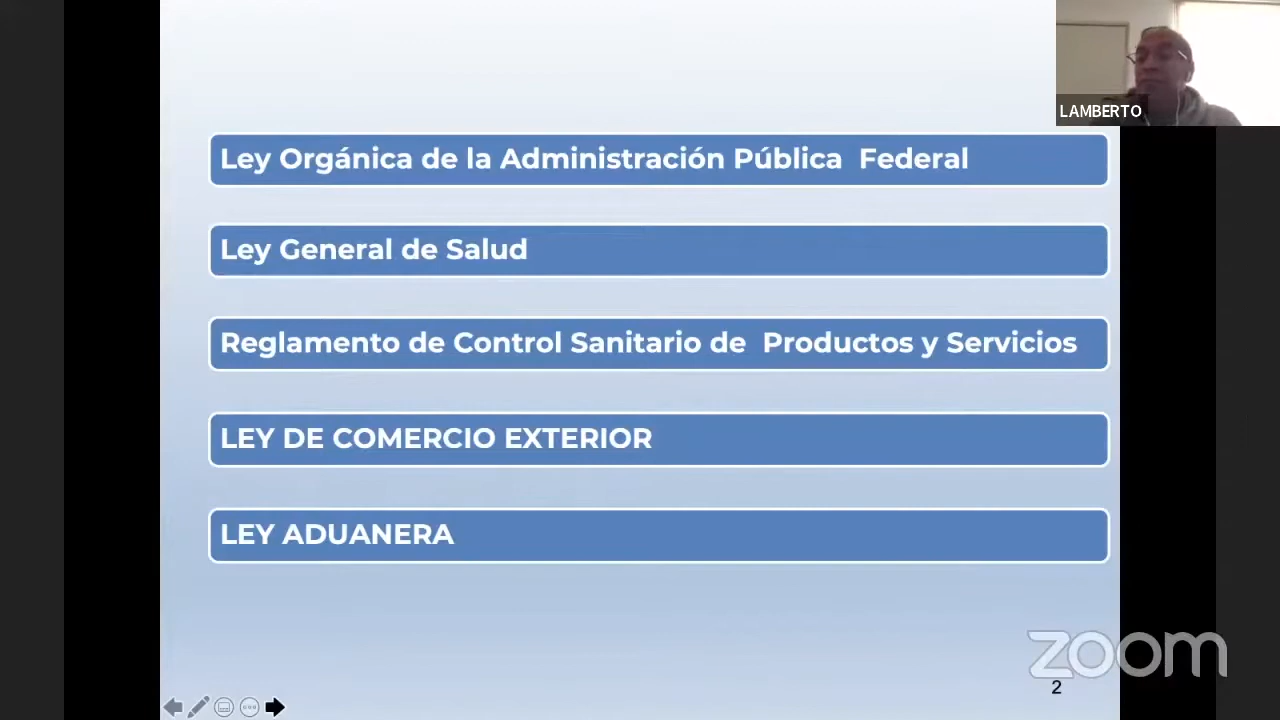 LAMBERTO
Ley Orgánica de la Administración Pública  Federal
Ley General de Salud
Reglamento de Control Sanitario de  Productos y Servicios
LEY DE COMERCIO EXTERIOR
LEY ADUANERA
zoom
2